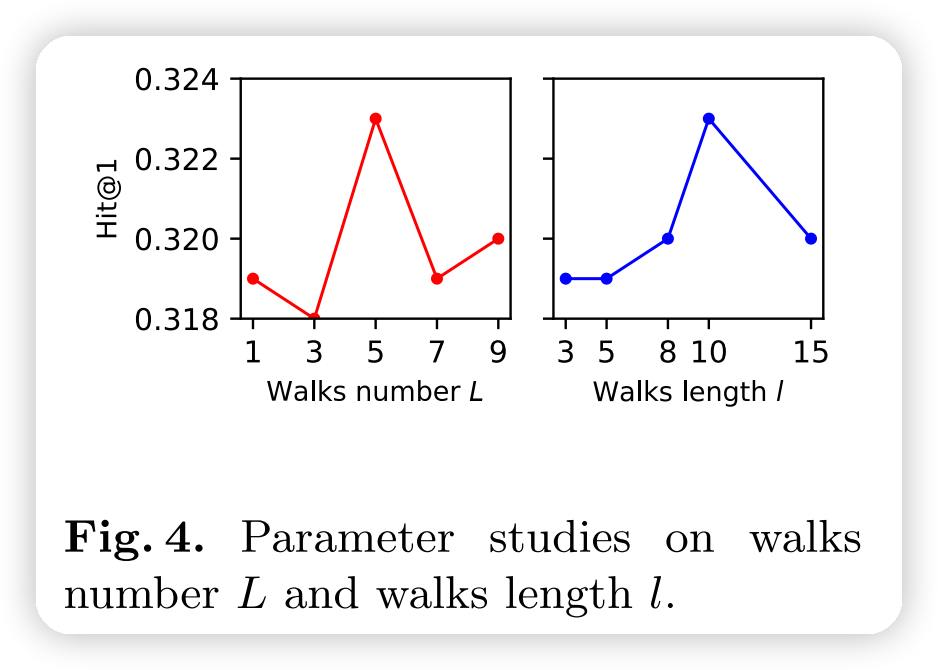 0.324
0.322
0.320
0.318
Hit@1
1 3 5 7 9
Walks number L
3 5 8 10 15
Walks length l
Fig. 4. Parameter studies on walks
number L and walks length l.